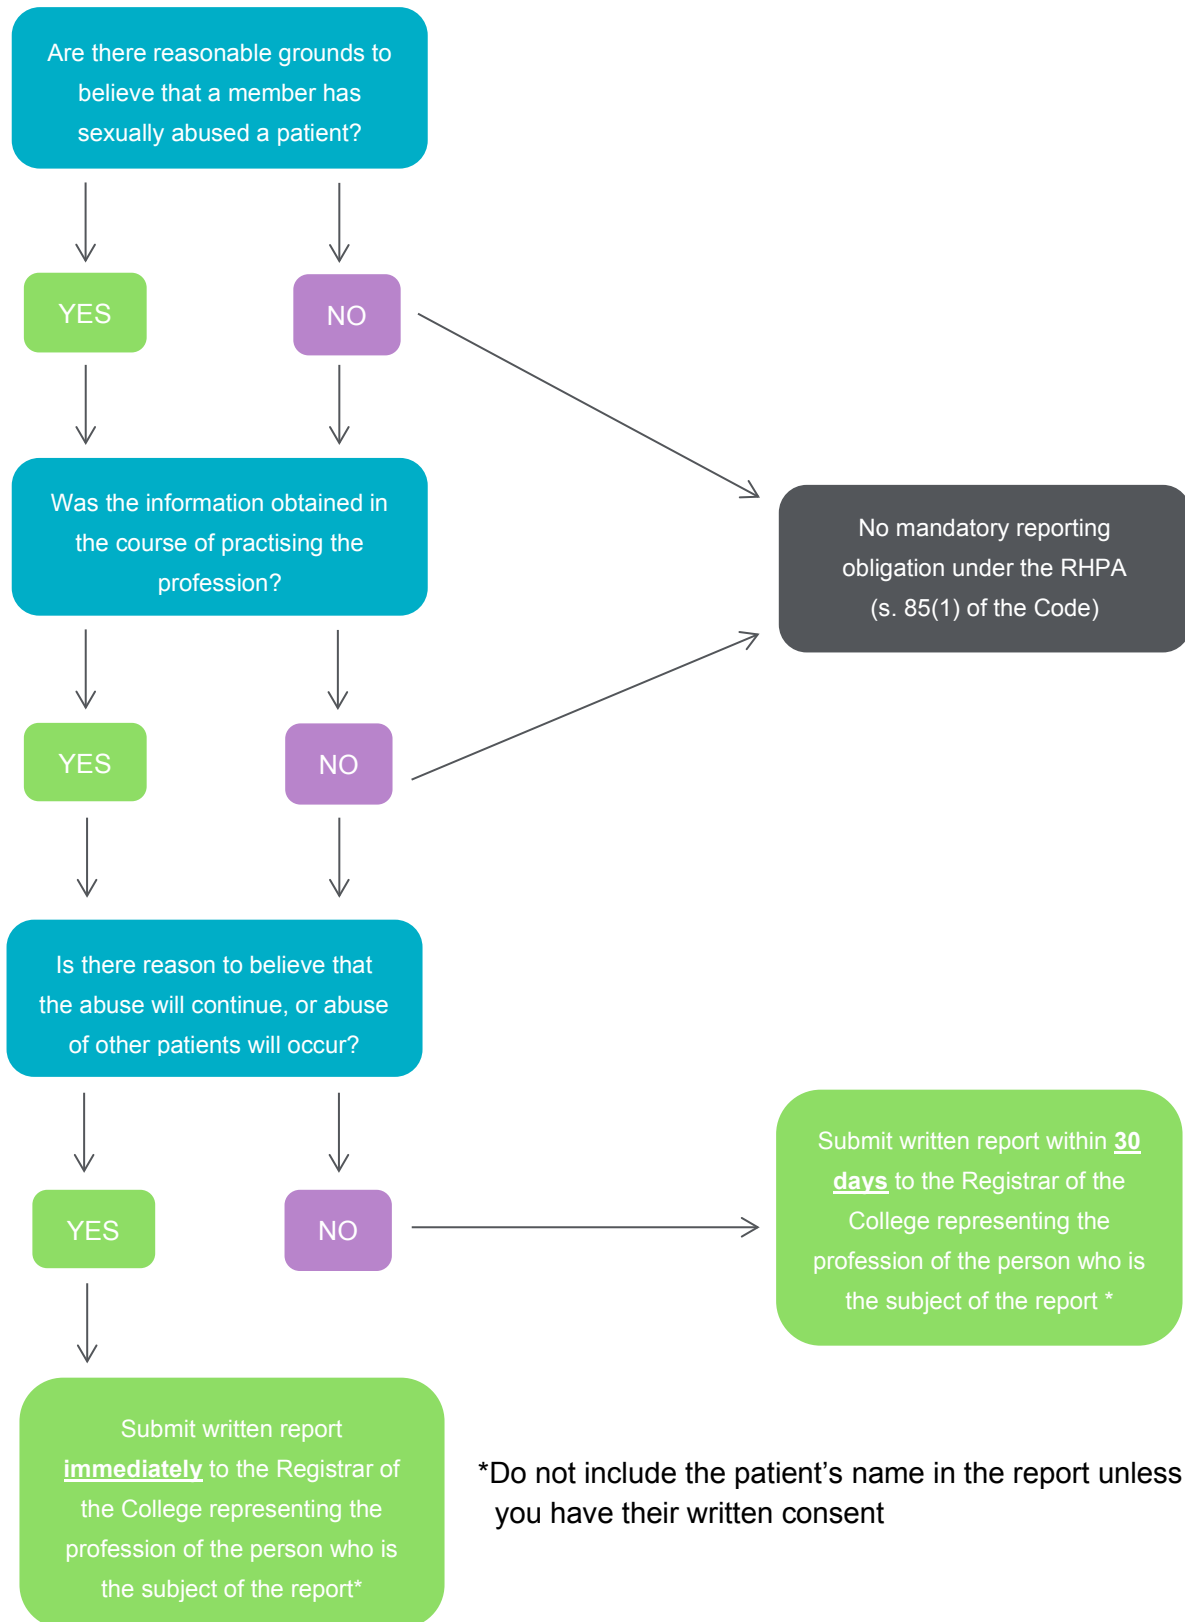 Are there reasonable grounds to
believe that a member has
sexually abused a patient?
YES
NO
Was the information obtained in
the course of practising the
profession?
No mandatory reporting
obligation under the RHPA
(s. 85(1) of the Code)
YES
NO
Is there reason to believe that
the abuse will continue, or abuse
of other patients will occur?
YES
NO
Submit written report within 30
days to the Registrar of the
College representing the
profession of the person who is
the subject of the report *
Submit written report
immediately to the Registrar of
the College representing the
profession of the person who is
the subject of the report*
*Do not include the patient’s name in the report unless
you have their written consent